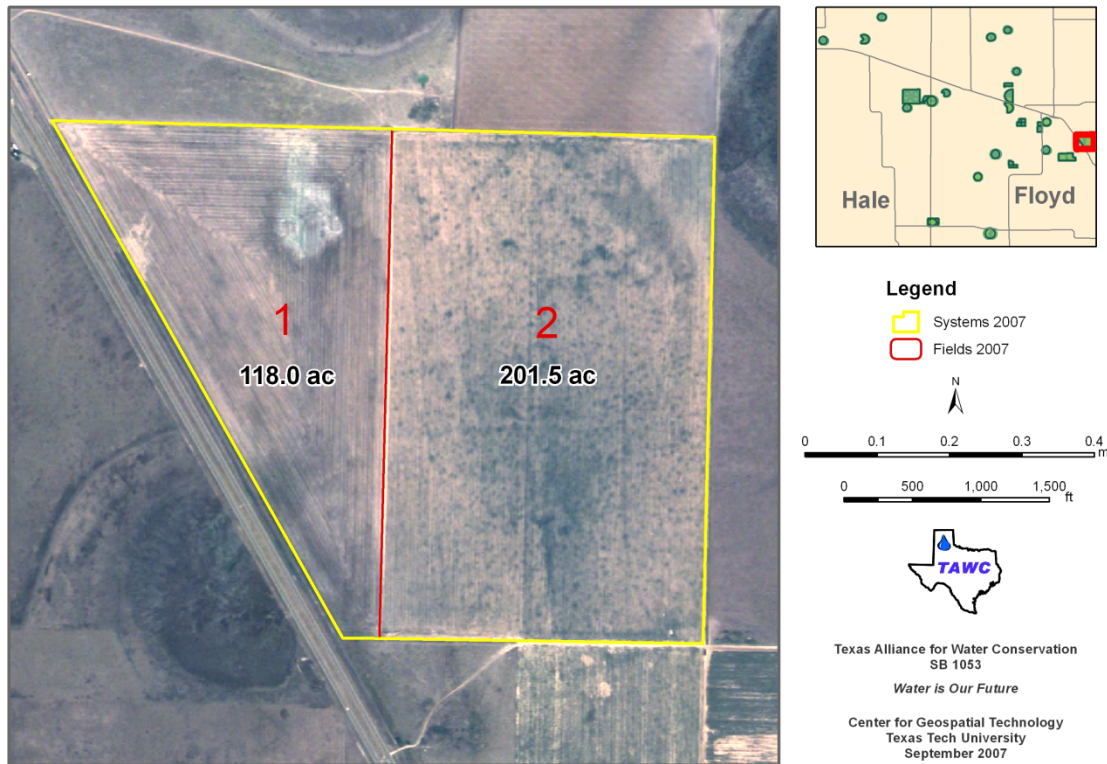 1
118.0 ac
2
201.5 ac
Hale
Floyd
Legend
Systems 2007
Fields 2007
N
0 0.1 0.2 0.3 0.4
m
0 500 1,000 1,500
ft
TAWC
Texas Alliance for Water Conservation
SB 1053
Water is Our Future
Center for Geospatial Technology
Texas Tech University
September 2007